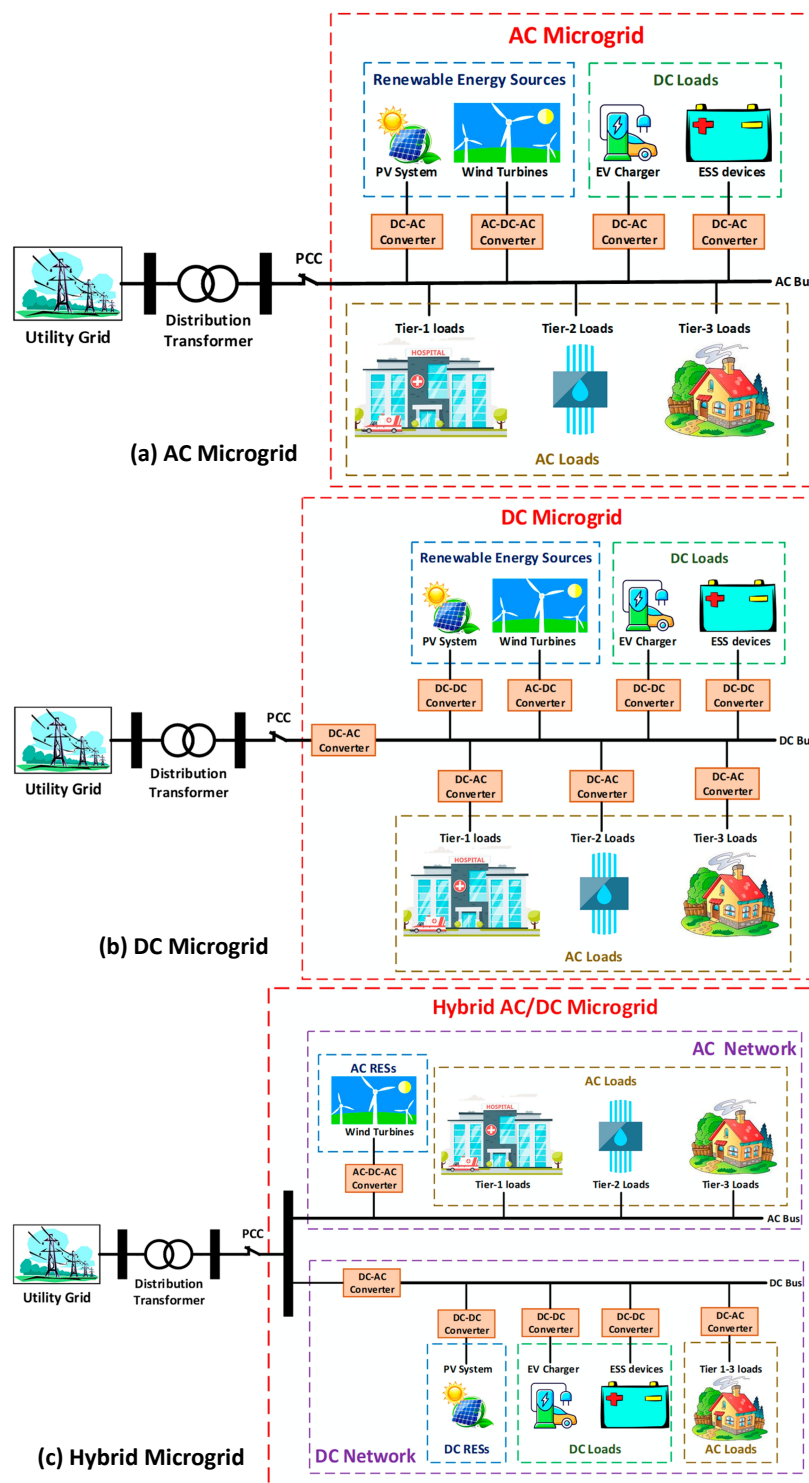 AC Microgrid
Renewable Energy Sources
DC Loads
PV System
Wind Turbines
EV Charger
ESS devices
DC-AC
Converter
AC-DC-AC
Converter
DC-AC
Converter
DC-AC
Converter
PCC
AC Bu
Utility Grid
Distribution
Transformer
Tier-1 loads
Tier-2 Loads
Tier-3 Loads
HOSPITAL
AC Loads
(a) AC Microgrid
DC Microgrid
Renewable Energy Sources
DC Loads
PV System
Wind Turbines
EV Charger
ESS devices
DC-DC
Converter
AC-DC
Converter
DC-DC
Converter
DC-DC
Converter
PCC
DC-AC
Converter
DC Bu
Utility Grid
Distribution
Transformer
DC-AC
Converter
DC-AC
Converter
DC-AC
Converter
Tier-1 loads
Tier-2 Loads
Tier-3 Loads
HOSPITAL
AC Loads
(b) DC Microgrid
Hybrid AC/DC Microgrid
AC Network
AC RESs
Wind Turbines
AC Loads
HOSPITAL
AC-DC-AC
Converter
Tier-1 loads
Tier-2 Loads
Tier-3 Loads
AC Bus
PCC
Utility Grid
Distribution
Transformer
DC-AC
Converter
DC Bus
DC-DC
Converter
DC-DC
Converter
DC-DC
Converter
DC-AC
Converter
PV System
EV Charger
ESS devices
Tier 1-3 loads
DC RESs
DC Loads
AC Loads
DC Network
(c) Hybrid Microgrid